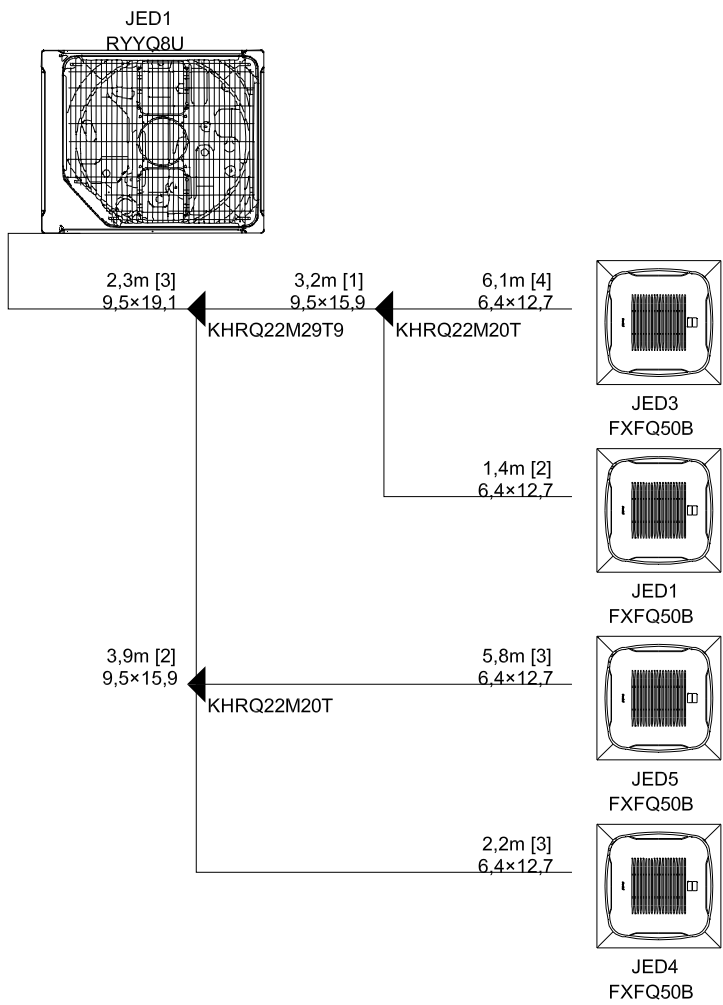 JED1
RYYQ8U
2,3m [3]
9,5×19,1
KHRQ22M29T9
3,2m [1]
9,5×15,9
KHRQ22M20T
6,1m [4]
6,4×12,7
JED3
FXFQ50B
1,4m [2]
6,4×12,7
JED1
FXFQ50B
3,9m [2]
9,5×15,9
KHRQ22M20T
5,8m [3]
6,4×12,7
JED5
FXFQ50B
2,2m [3]
6,4×12,7
JED4
FXFQ50B